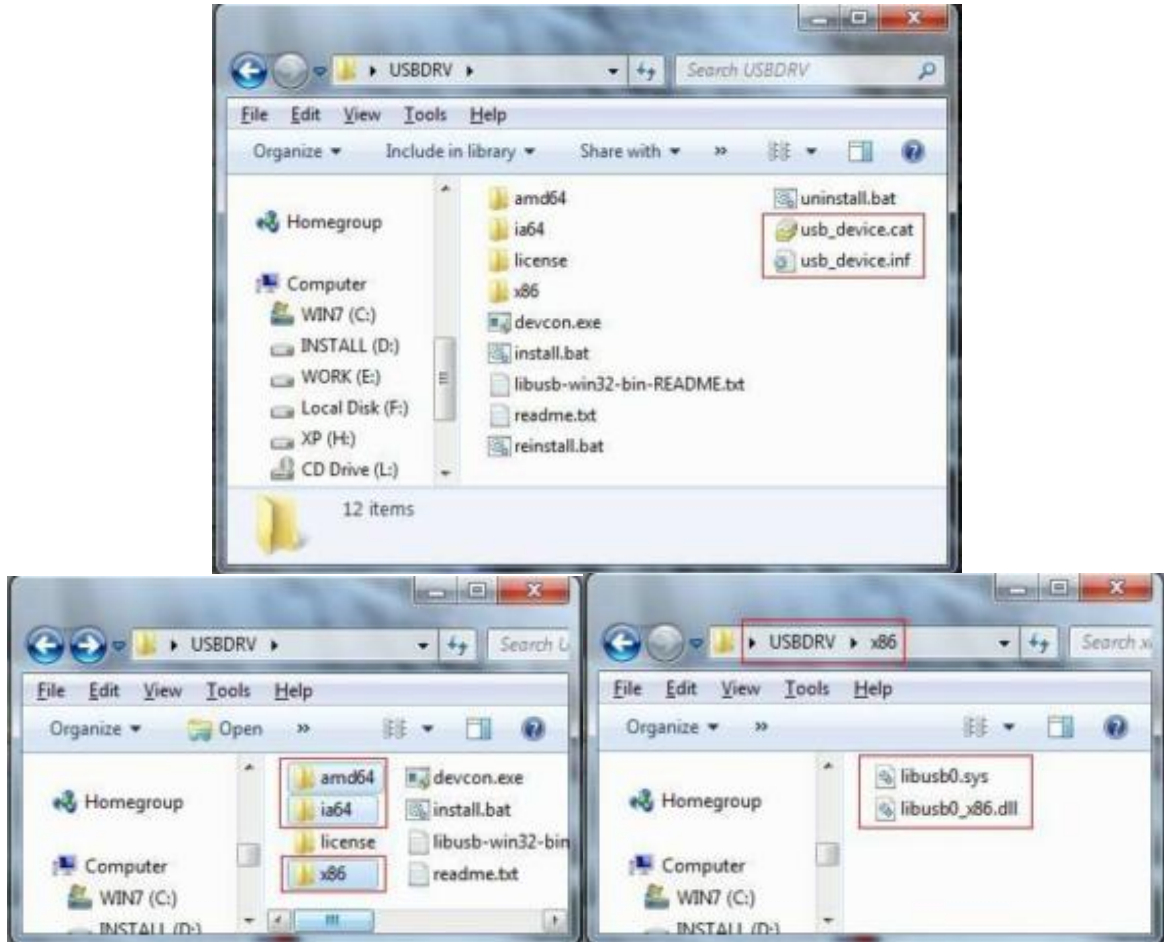 USBDRV
Search USBDRV
File Edit View Tools Help
Organize Include in library Share with »
Homegroup
Computer
WIN7 (C:)
INSTALL (D:)
WORK (E:)
Local Disk (F:)
XP (H:)
CD Drive (L:)
amd64
ia64
license
x86
devcon.exe
install.bat
libusb-win32-bin-README.txt
readme.txt
reinstall.bat
uninstall.bat
usb_device.cat
usb_device.inf
12 items
USBDRV
Search U
File Edit View Tools Help
Organize Open »
Homegroup
Computer
WIN7 (C:)
INSTALL (D:)
amd64
ia64
license
x86
devcon.exe
install.bat
libusb-win32-bin
readme.txt
USBDRV x86
Search x
File Edit View Tools Help
Organize »
Homegroup
Computer
WIN7 (C:)
INSTALL (D:)
libusb0.sys
libusb0_x86.dll